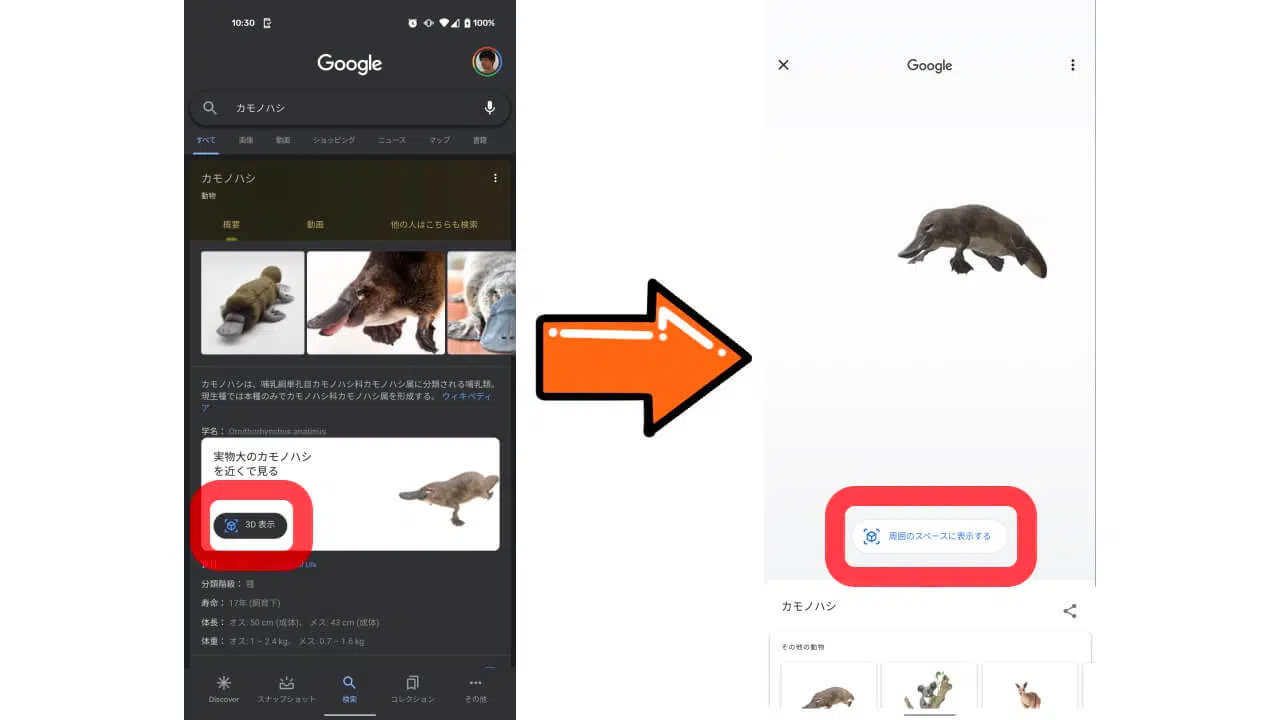 10:30
100%
Google
カモノハシ
すべて 画像 動画 ショッピング ニュース マップ 書籍
カモノハシ
動物
概要 動画 他の人はこちらも検索
カモノハシは、哺乳綱単孔目カモノハシ科カモノハシ属に分類される哺乳類。
現生種では本種のみでカモノハシ科カモノハシ属を形成する。 ウィキペディ
ア
学名: Ornithorhynchus anatinus
実物大のカモノハシ
を近くで見る
3D 表示
Life
分類階級: 種
寿命: 17年 (飼育下)
体長: オス: 50 cm (成体)、 メス: 43 cm (成体)
体重: オス: 1 – 2.4 kg、 メス: 0.7 – 1.6 kg
Discover スナップショット 検索 コレクション その他
Google
周囲のスペースに表示する
カモノハシ
その他の動物